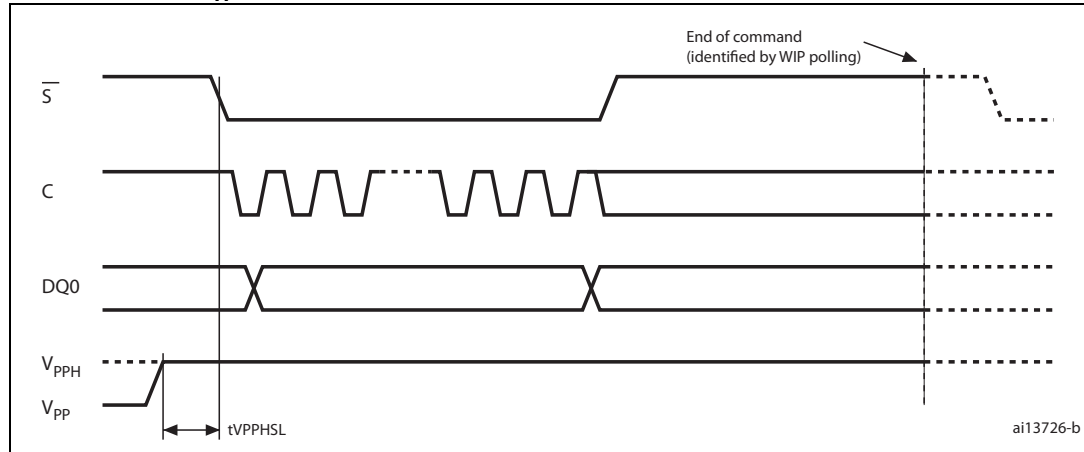 End of command
(identified by WIP polling)
S
C
DQ0
VPPH
VPP
tVPPHSL
ai13726-b